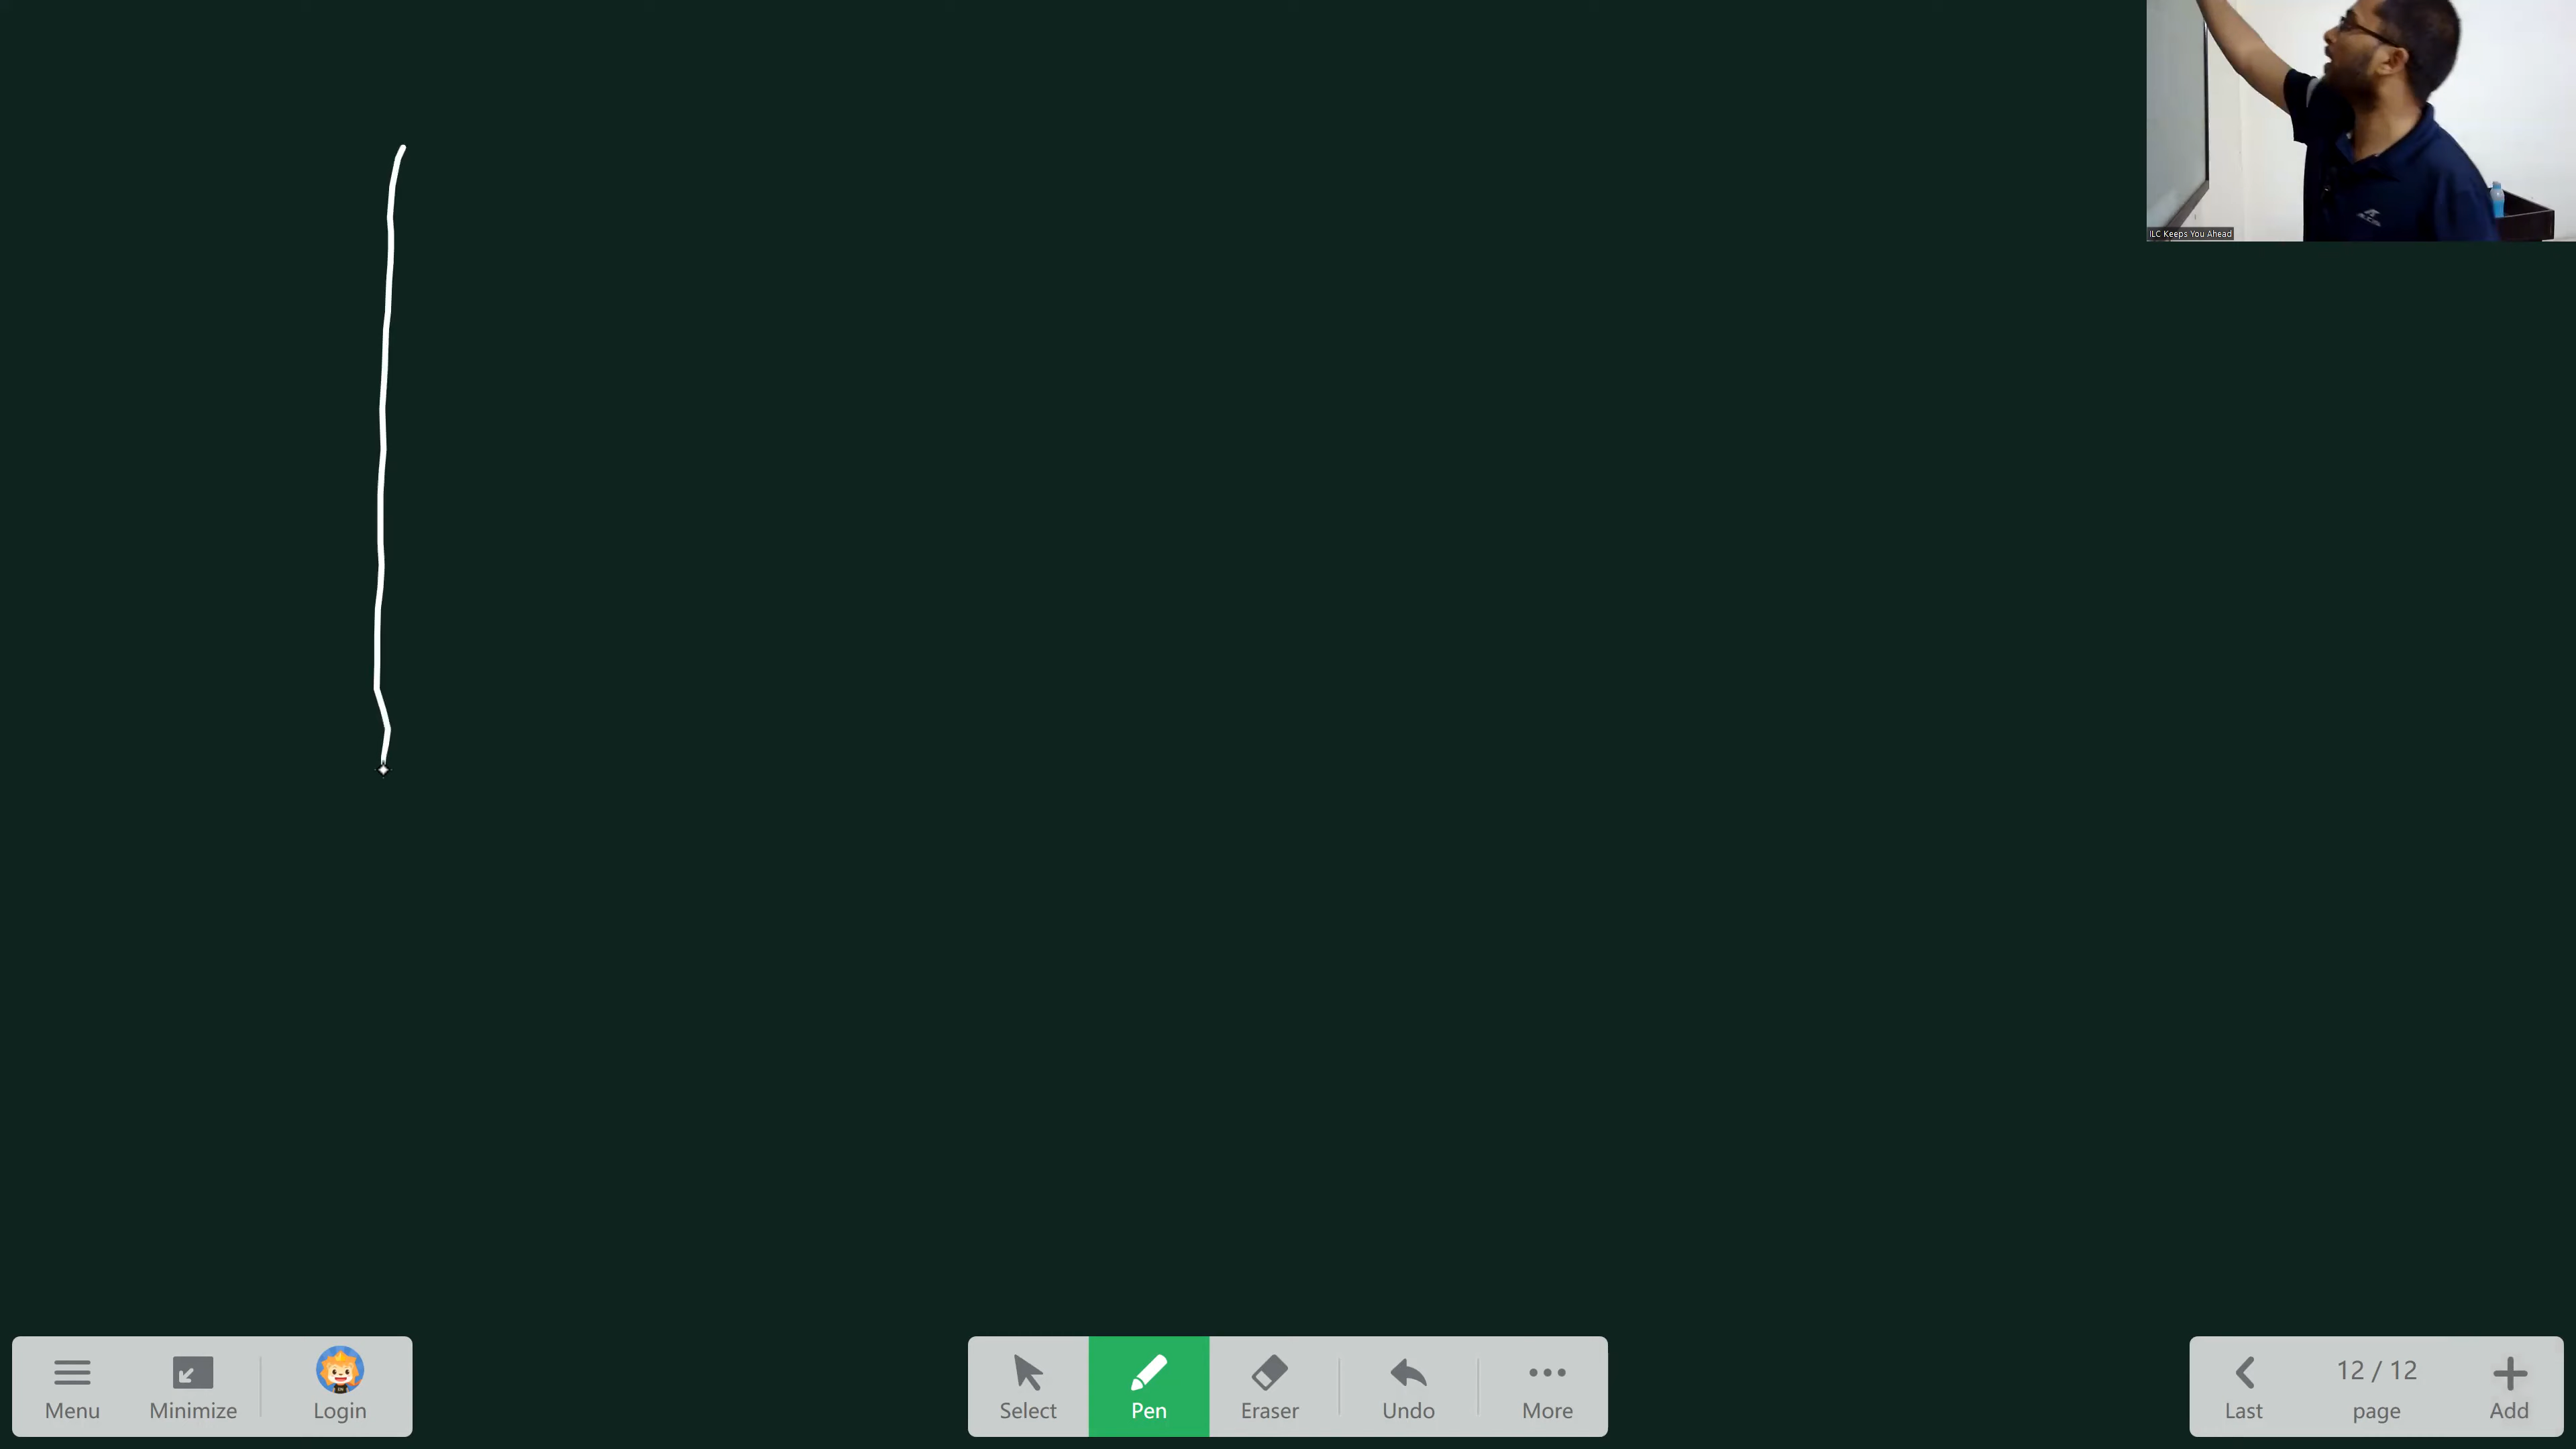 ILC Keeps You Ahead
Menu
Minimize
Login
Select
Pen
Eraser
Undo
More
Last
12 / 12
page
Add